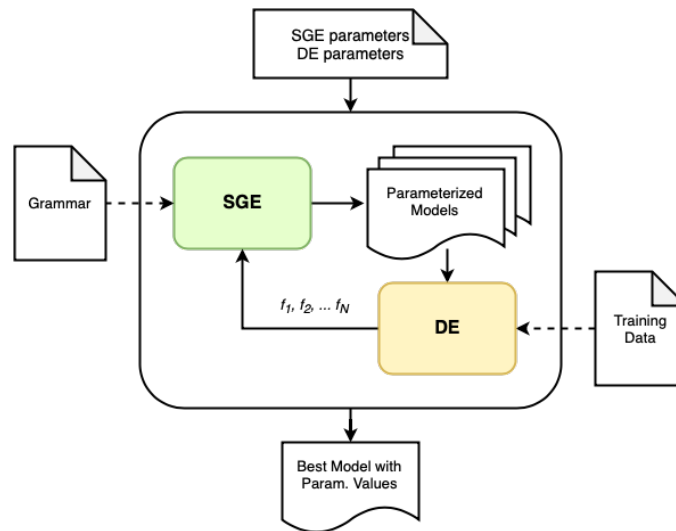 SGE parameters
DE parameters
Grammar
SGE
Parameterized
Models
f1, f2, ... fN
DE
Training
Data
Best Model with
Param. Values